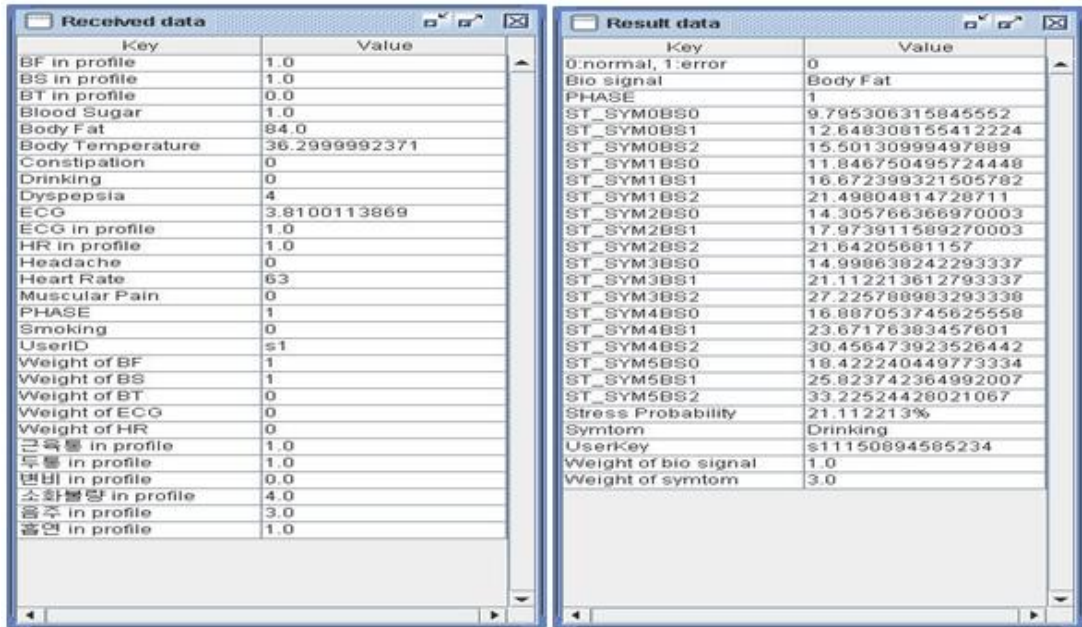 Received data
Key Value
BF in profile 1.0
BS in profile 1.0
BT in profile 0.0
Blood Sugar 1.0
Body Fat 84.0
Body Temperature 36.2999992371
Constipation 0
Drinking 0
Dyspepsia 4
ECG 3.8100113869
ECG in profile 1.0
HR in profile 1.0
Headache 0
Heart Rate 63
Muscular Pain 0
PHASE 1
Smoking 0
UserID s1
Weight of BF 1
Weight of BS 1
Weight of BT 0
Weight of ECG 0
Weight of HR 0
근육통 in profile 1.0
두통 in profile 1.0
변비 in profile 0.0
소화불량 in profile 4.0
음주 in profile 3.0
흡연 in profile 1.0
Result data
Key Value
0:normal, 1:error 0
Bio signal Body Fat
PHASE 1
ST_SYM0BS0 9.7953063158455​52
ST_SYM0BS1 12.648308155412224
ST_SYM0BS2 15.501309994978​89
ST_SYM1BS0 11.846750495724448
ST_SYM1BS1 16.672399321505782
ST_SYM1BS2 21.49804814728711
ST_SYM2BS0 14.305766366970003
ST_SYM2BS1 17.973911589270003
ST_SYM2BS2 21.64205681157
ST_SYM3BS0 14.998638242293337
ST_SYM3BS1 21.112213612793337
ST_SYM3BS2 27.225788983293338
ST_SYM4BS0 16.887053745625558
ST_SYM4BS1 23.67176383457601
ST_SYM4BS2 30.456473923526442
ST_SYM5BS0 18.422240449773334
ST_SYM5BS1 25.823742364992007
ST_SYM5BS2 33.22524428021067
Stress Probability 21.112213%
Symtom Drinking
UserKey s11150894585234
Weight of bio signal 1.0
Weight of symtom 3.0